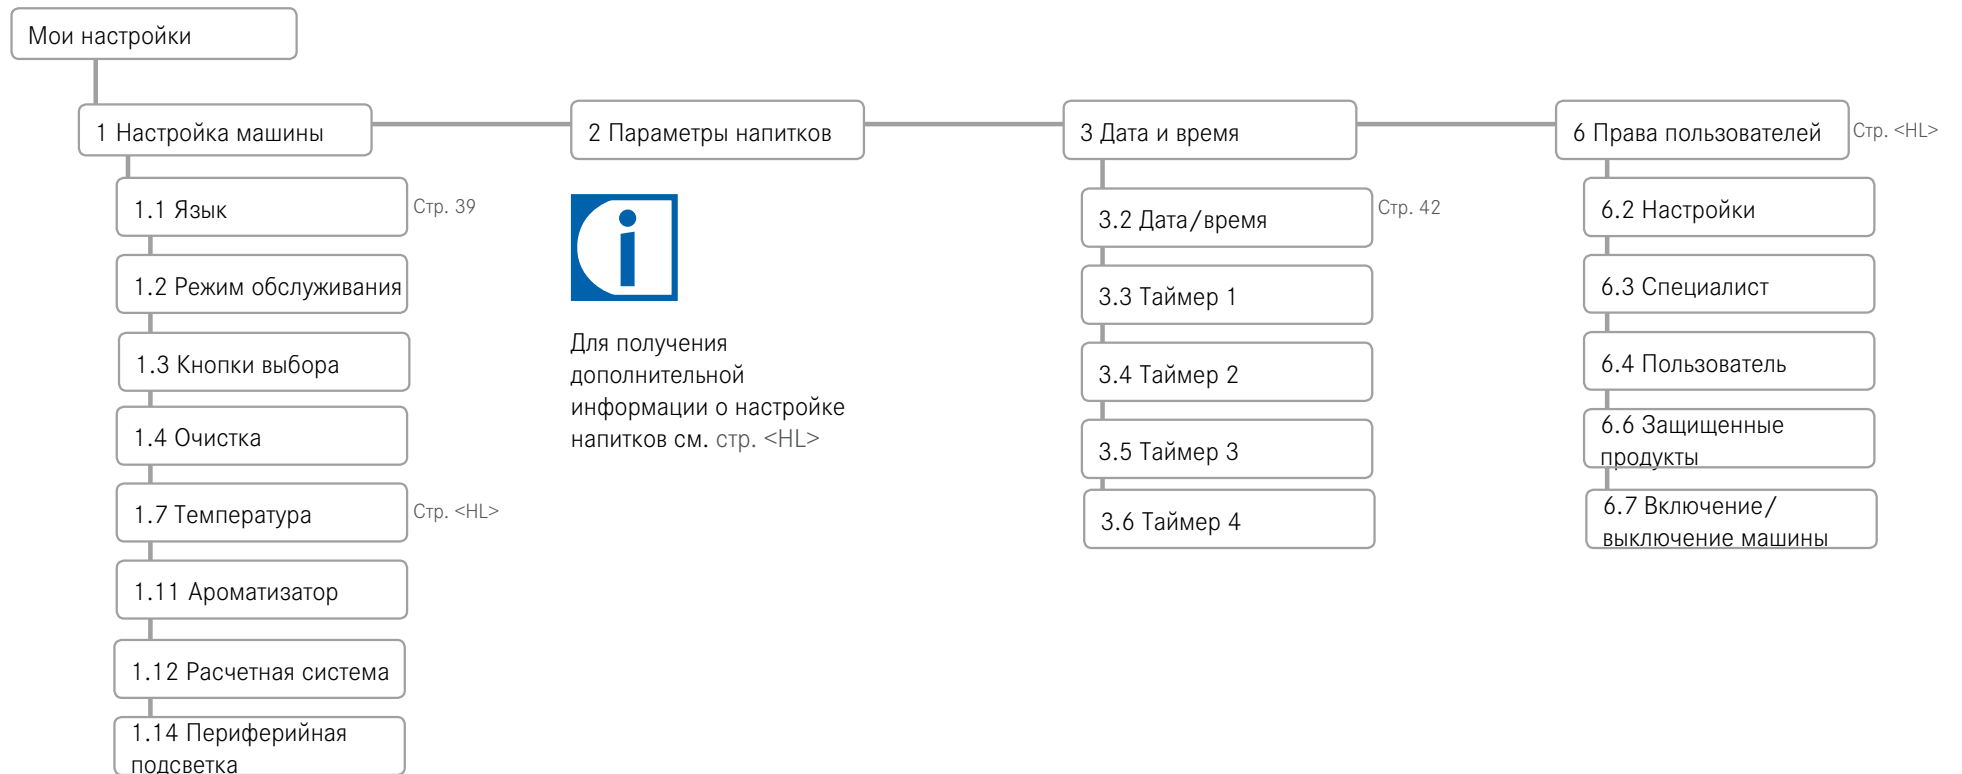 Мои настройки
1 Настройка машины
1.1 Язык
Стр. 39
1.2 Режим обслуживания
1.3 Кнопки выбора
1.4 Очистка
1.7 Температура
Стр. <HL>
1.11 Ароматизатор
1.12 Расчетная система
1.14 Периферийная
подсветка
2 Параметры напитков
i
Для получения
дополнительной
информации о настройке
напитков см. стр. <HL>
3 Дата и время
3.2 Дата/время
Стр. 42
3.3 Таймер 1
3.4 Таймер 2
3.5 Таймер 3
3.6 Таймер 4
6 Права пользователей
Стр. <HL>
6.2 Настройки
6.3 Специалист
6.4 Пользователь
6.6 Защищенные
продукты
6.7 Включение/
выключение машины